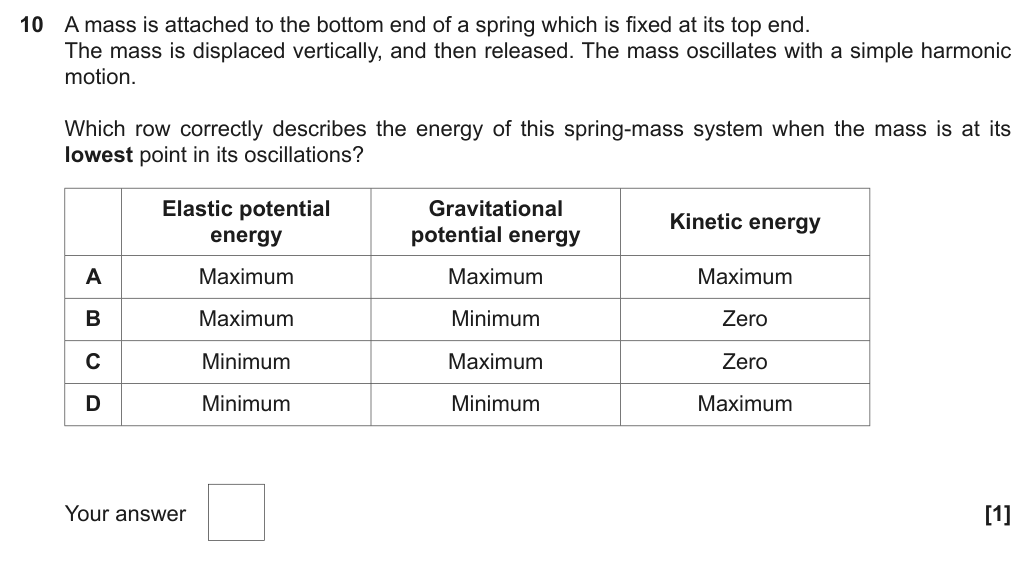 10 A mass is attached to the bottom end of a spring which is fixed at its top end.
The mass is displaced vertically, and then released. The mass oscillates with a simple harmonic
motion.
Which row correctly describes the energy of this spring-mass system when the mass is at its
lowest point in its oscillations?
Elastic potential energy Gravitational potential energy Kinetic energy
A Maximum Maximum Maximum
B Maximum Minimum Zero
C Minimum Maximum Zero
D Minimum Minimum Maximum
Your answer [1]